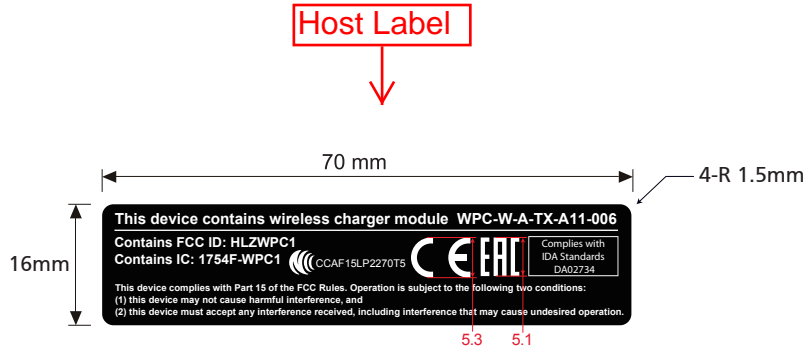 Host Label
70 mm
4-R 1.5mm
16mm
This device contains wireless charger module WPC-W-A-TX-A11-006
Contains FCC ID: HLZWPC1
Contains IC: 1754F-WPC1
CCAF15LP2270T5
CE
EAC
Complies with
IDA Standards
DA02734
This device complies with Part 15 of the FCC Rules. Operation is subject to the following two conditions:
(1) this device may not cause harmful interference, and
(2) this device must accept any interference received, including interference that may cause undesired operation.
5.3
5.1